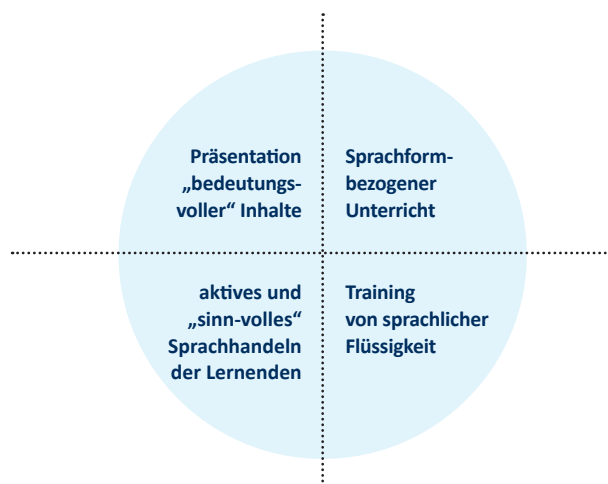 Präsentation
„bedeutungs-
voller“ Inhalte
Sprachform-
bezogener
Unterricht
aktives und
„sinn-volles“
Sprachhandeln
der Lernenden
Training
von sprachlicher
Flüssigkeit